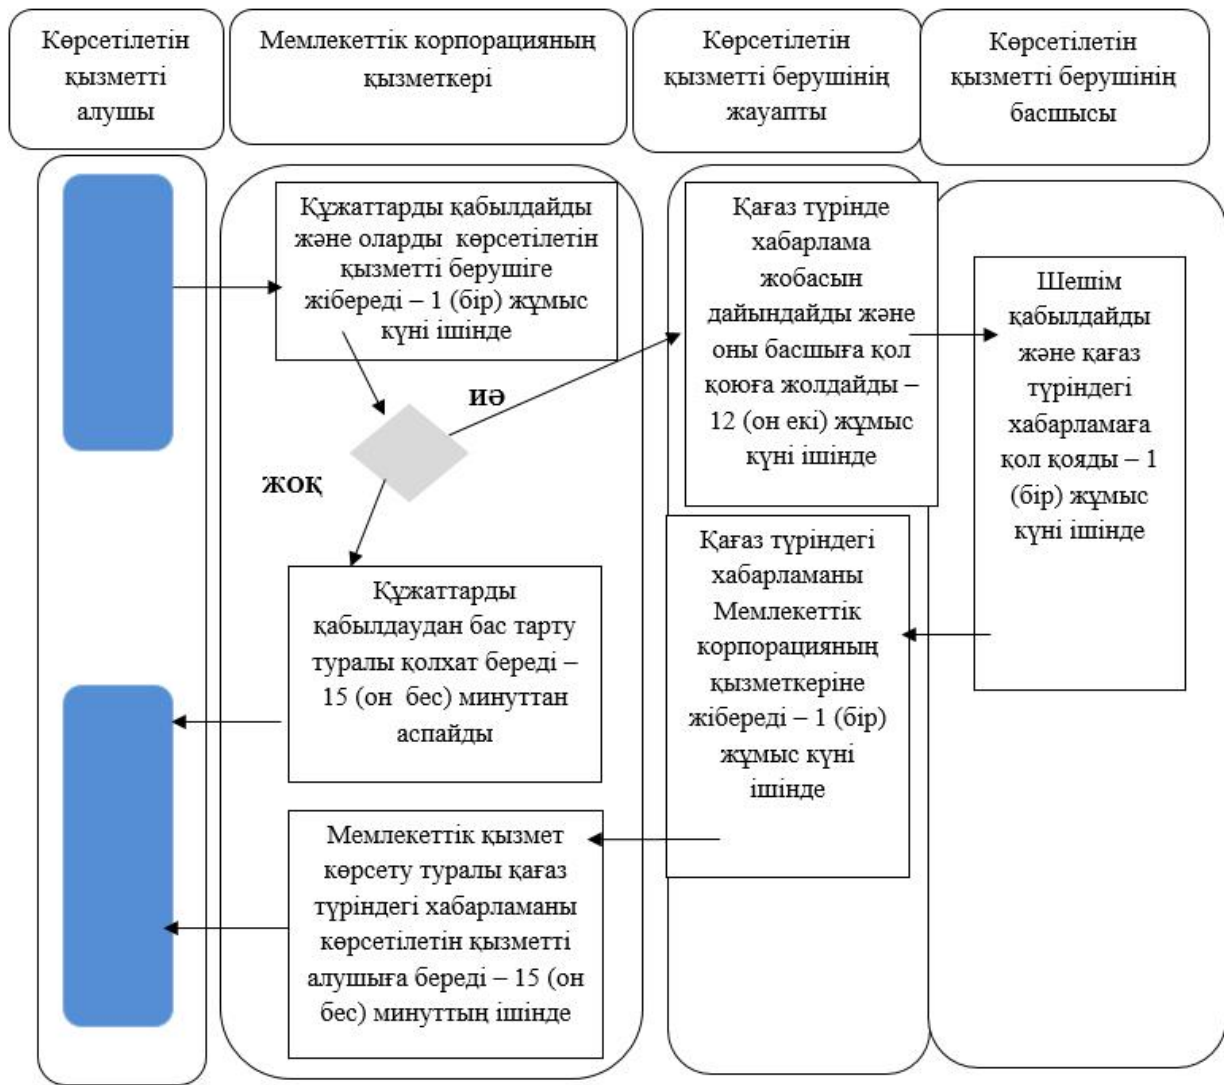 Көрсетілетін
қызметті
алушы
Мемлекеттік корпорацияның
қызметкері
Көрсетілетін
қызметті берушінің
жауапты
Көрсетілетін
қызметті берушінің
басшысы
Құжаттарды қабылдайды
және оларды көрсетілетін
қызметті берушіге
жібереді – 1 (бір) жұмыс
күні ішінде
ИӘ
ЖОҚ
Құжаттарды
қабылдаудан бас тарту
туралы қолхат береді –
15 (он бес) минуттан
аспайды
Мемлекеттік қызмет
көрсету туралы қағаз
түріндегі хабарламаны
көрсетілетін қызметті
алушыға береді – 15 (он
бес) минуттың ішінде
Қағаз түрінде
хабарлама
жобасын
дайындайды және
оны басшыға қол
қоюға жолдайды –
12 (он екі) жұмыс
күні ішінде
Қағаз түріндегі
хабарламаны
Мемлекеттік
корпорацияның
қызметкеріне
жібереді – 1 (бір)
жұмыс күні
ішінде
Шешім
қабылдайды
және қағаз
түріндегі
хабарламаға
қол қояды – 1
(бір) жұмыс
күні ішінде